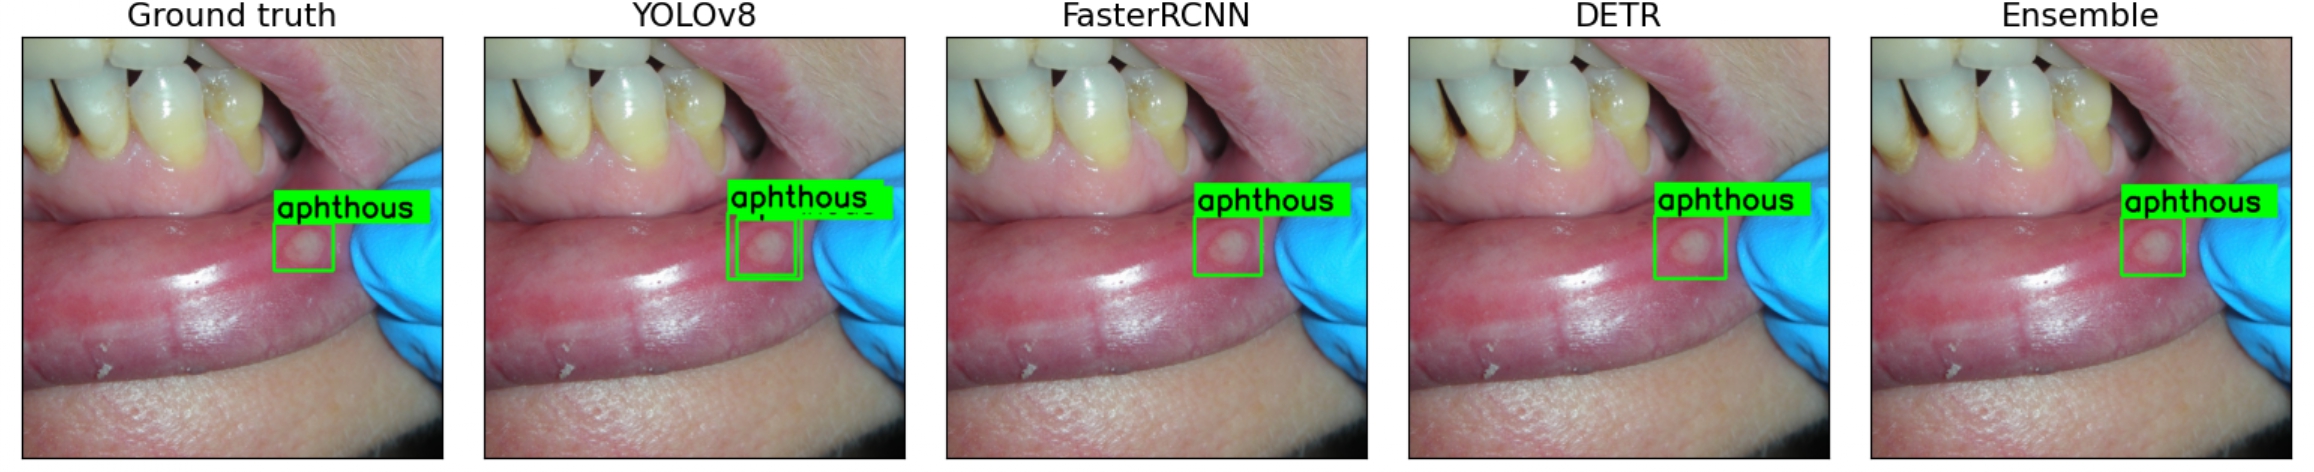 Ground truth
YOLOv8
FasterRCNN
DETR
Ensemble
aphthous
aphthous
aphthous
aphthous
aphthous